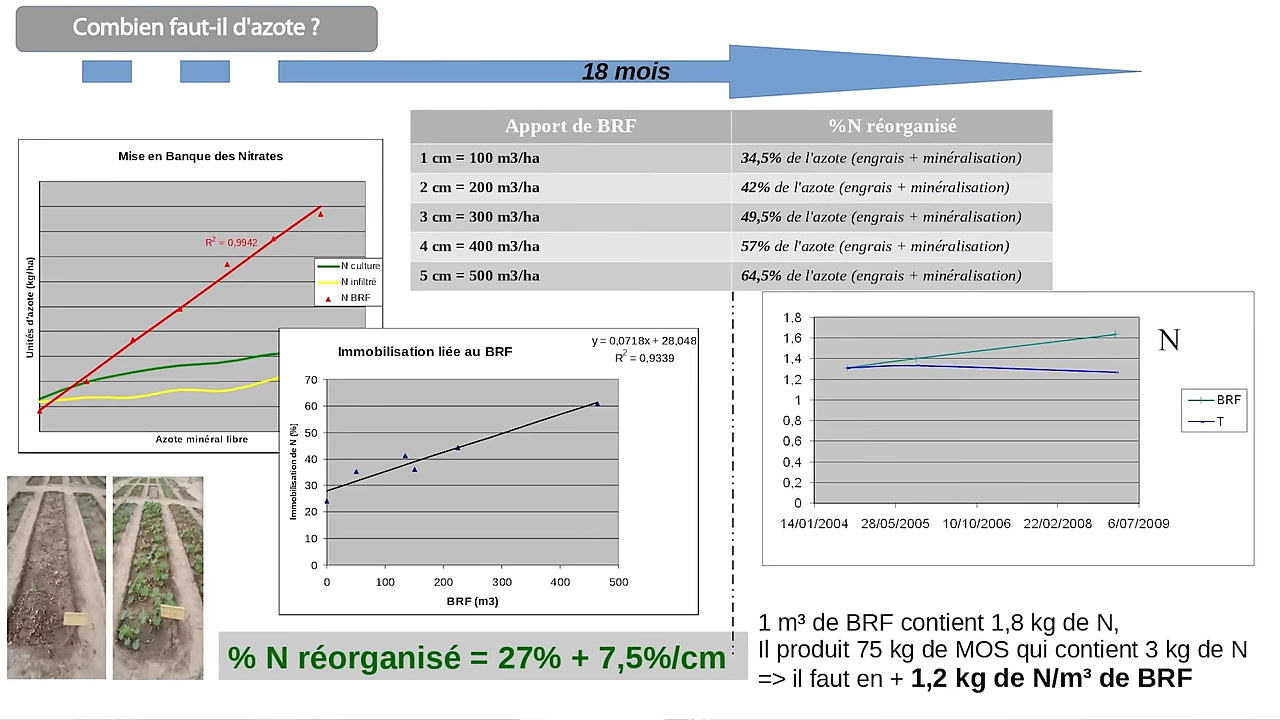 Combien faut-il d'azote ?
18 mois
Apport de BRF %N réorganisé
1 cm = 100 m3/ha 34,5% de l'azote (engrais + minéralisation)
2 cm = 200 m3/ha 42% de l'azote (engrais + minéralisation)
3 cm = 300 m3/ha 49,5% de l'azote (engrais + minéralisation)
4 cm = 400 m3/ha 57% de l'azote (engrais + minéralisation)
5 cm = 500 m3/ha 64,5% de l'azote (engrais + minéralisation)
Mise en Banque des Nitrates
R² = 0,9942
Unités d'azote (kg/ha)
N culture
N infiltré
N BRF
Azote minéral libre
Immobilisation liée au BRF
y = 0,0718x + 28,048
R² = 0,9339
Immobilisation de N (%)
70
60
50
40
30
20
10
0
0 100 200 300 400 500
BRF (m3)
N
1,8
1,6
1,4
1,2
1
0,8
0,6
0,4
0,2
0
14/01/2004 28/05/2005 10/10/2006 22/02/2008 6/07/2009
BRF
T
% N réorganisé = 27% + 7,5%/cm
1 m³ de BRF contient 1,8 kg de N,
Il produit 75 kg de MOS qui contient 3 kg de N
=> il faut en + 1,2 kg de N/m³ de BRF